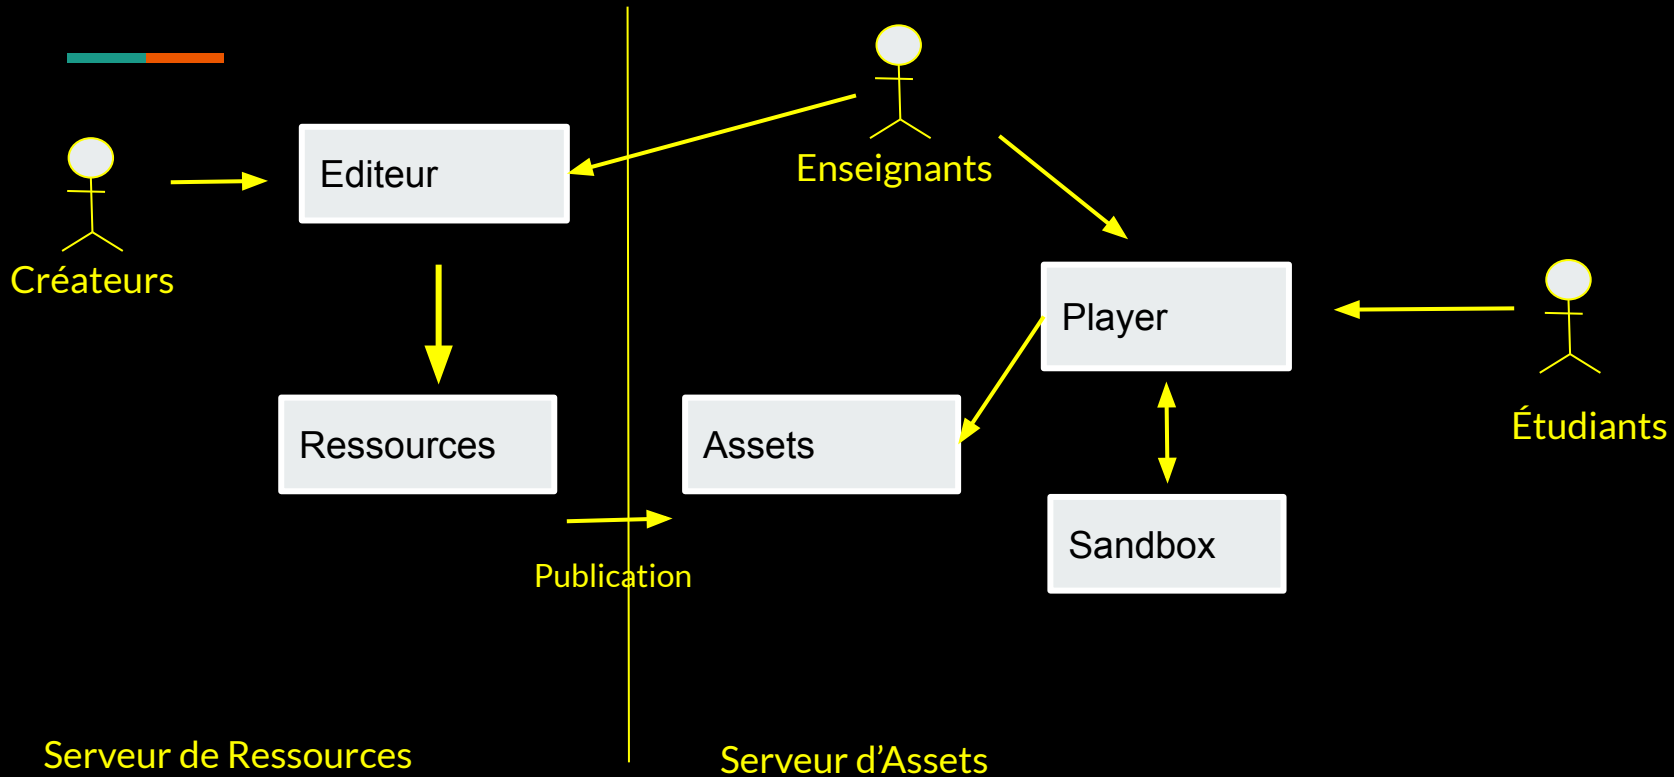 Enseignants
Editeur
Créateurs
Player
Étudiants
Ressources
Assets
Sandbox
Publication
Serveur de Ressources
Serveur d’Assets